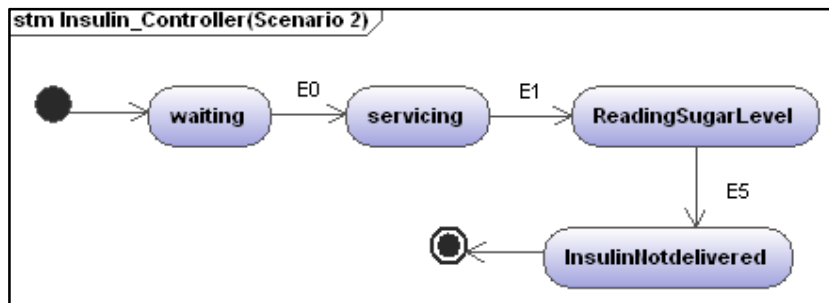 stm Insulin_Controller(Scenario 2)
E0
E1
waiting
servicing
ReadingSugarLevel
E5
InsulinNotdelivered